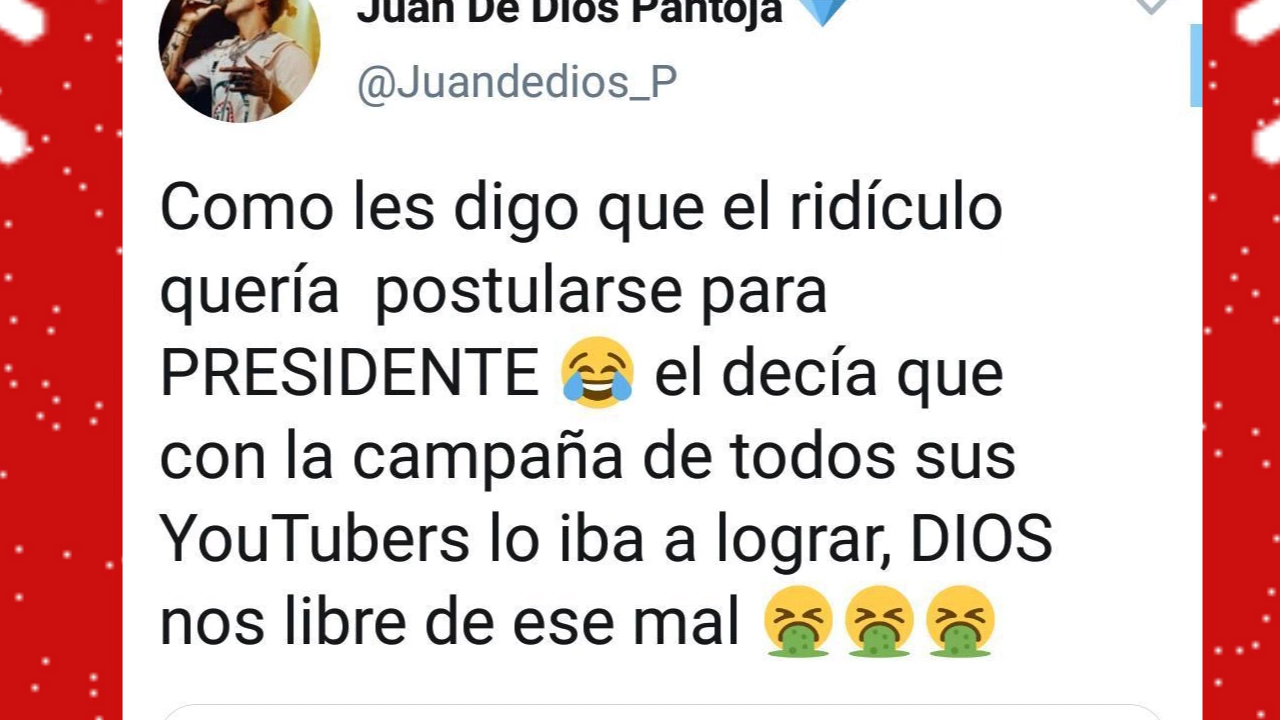 Juan De Dios Pantoja
@Juandedios_P
Como les digo que el ridículo
quería  postularse para
PRESIDENTE 😂 el decía que
con la campaña de todos sus
YouTubers lo iba a lograr, DIOS
nos libre de ese mal 🤮🤮🤮